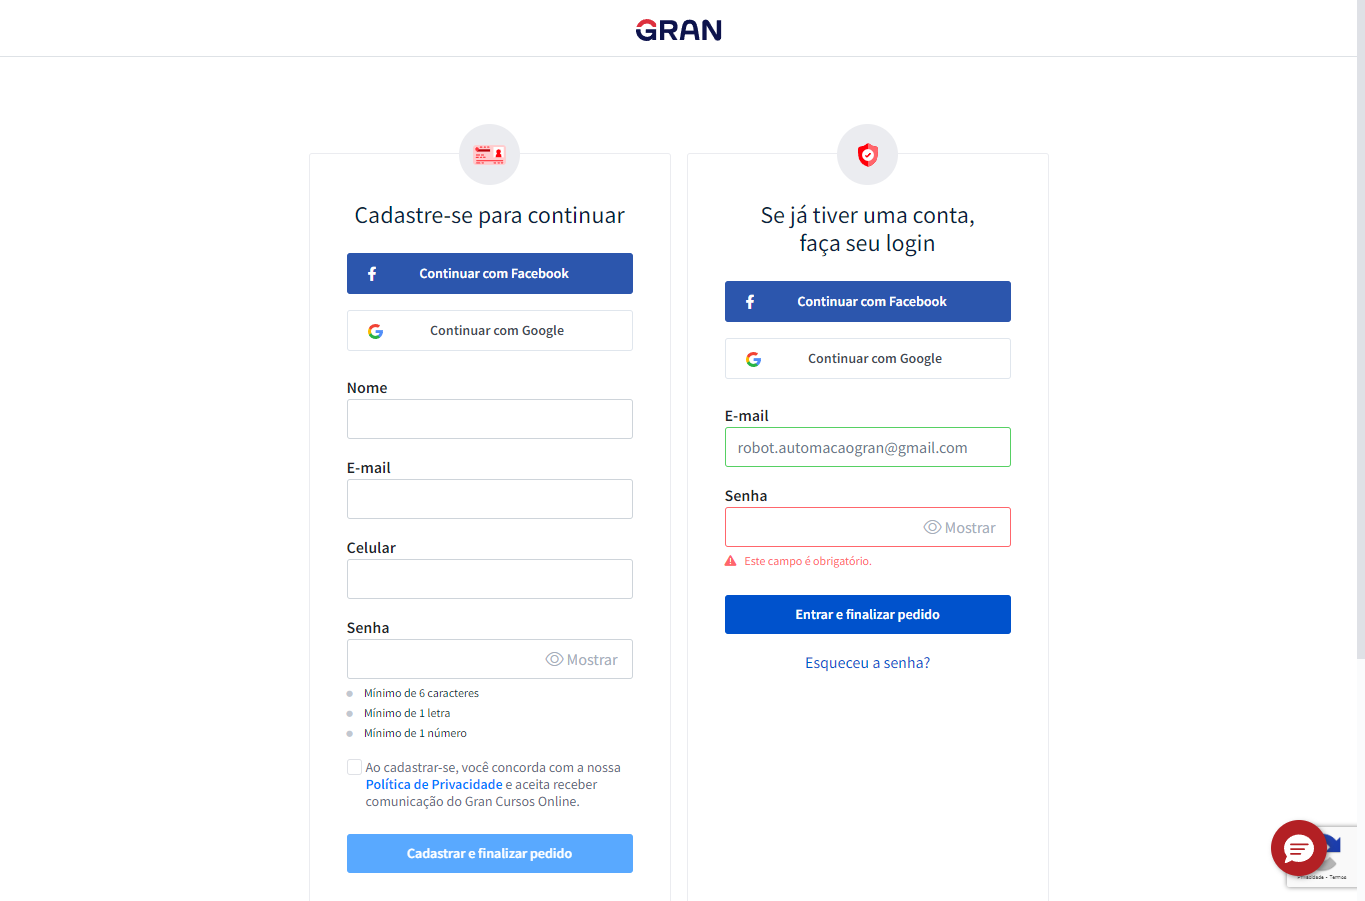 GRAN
Cadastre-se para continuar
Continuar com Facebook
Continuar com Google
Nome
E-mail
Celular
Senha
Mostrar
Mínimo de 6 caracteres
Mínimo de 1 letra
Mínimo de 1 número
Ao cadastrar-se, você concorda com a nossa
Política de Privacidade e aceita receber
comunicação do Gran Cursos Online.
Cadastrar e finalizar pedido
Se já tiver uma conta,
faça seu login
Continuar com Facebook
Continuar com Google
E-mail
robot.automacaogran@gmail.com
Senha
Mostrar
Este campo é obrigatório.
Entrar e finalizar pedido
Esqueceu a senha?
Privacidade - Termos